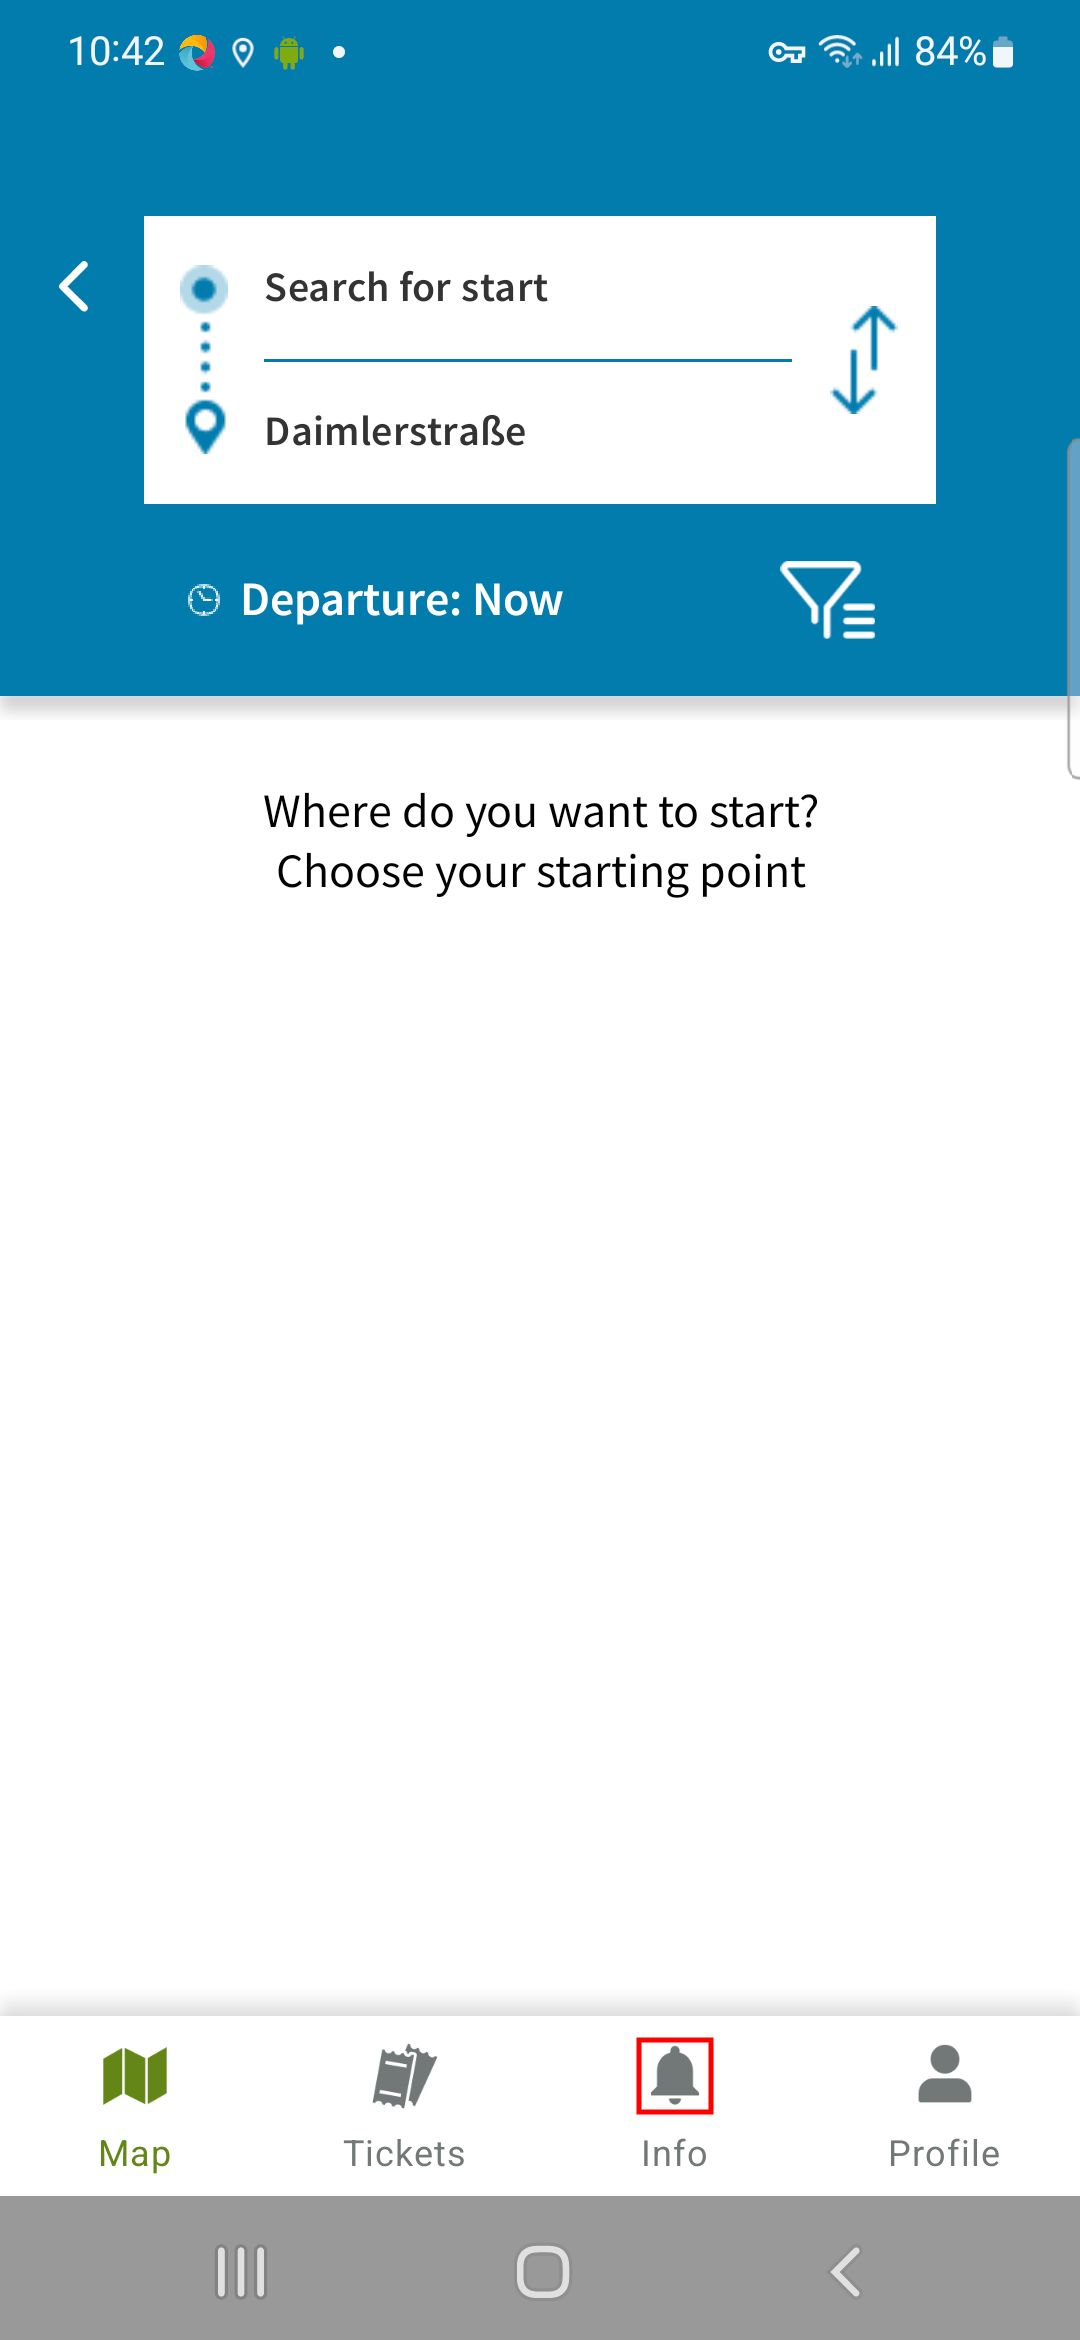 10:42
84%
Search for start
Daimlerstraße
Departure: Now
Where do you want to start?
Choose your starting point
Map
Tickets
Info
Profile